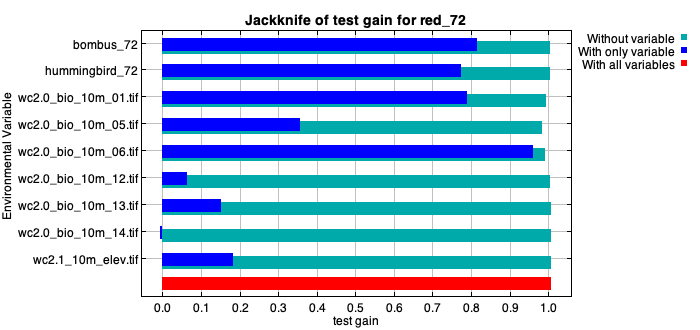 Jackknife of test gain for red_72
Without variable
With only variable
With all variables
Environmental Variable
bombus_72
hummingbird_72
wc2.0_bio_10m_01.tif
wc2.0_bio_10m_05.tif
wc2.0_bio_10m_06.tif
wc2.0_bio_10m_12.tif
wc2.0_bio_10m_13.tif
wc2.0_bio_10m_14.tif
wc2.1_10m_elev.tif
0.0 0.1 0.2 0.3 0.4 0.5 0.6 0.7 0.8 0.9 1.0
test gain